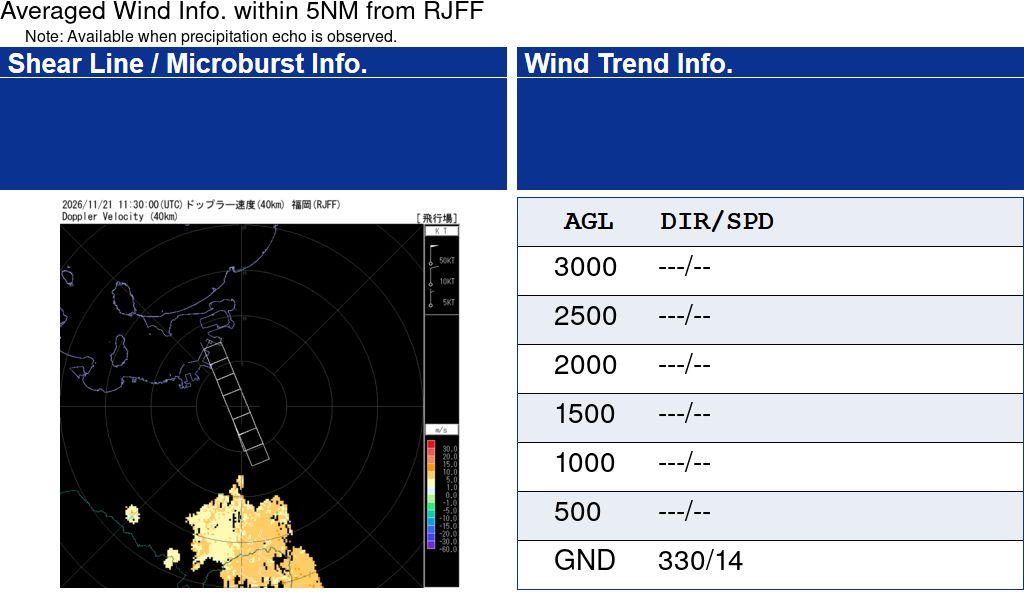 Averaged Wind Info. within 5NM from RJFF
Note: Available when precipitation echo is observed.
Shear Line / Microburst Info.
Wind Trend Info.
2026/11/21 11:30:00(UTC) ドップラー速度(40km) 福岡(RJFF)
Doppler Velocity (40km)
[飛行場]
KT
50KT
10KT
5KT
m/s
30.0
20.0
15.0
10.0
5.0
1.0
0.0
-1.0
-5.0
-10.0
-15.0
-20.0
-30.0
-60.0
AGL DIR/SPD
3000 ---/--
2500 ---/--
2000 ---/--
1500 ---/--
1000 ---/--
500 ---/--
GND 330/14